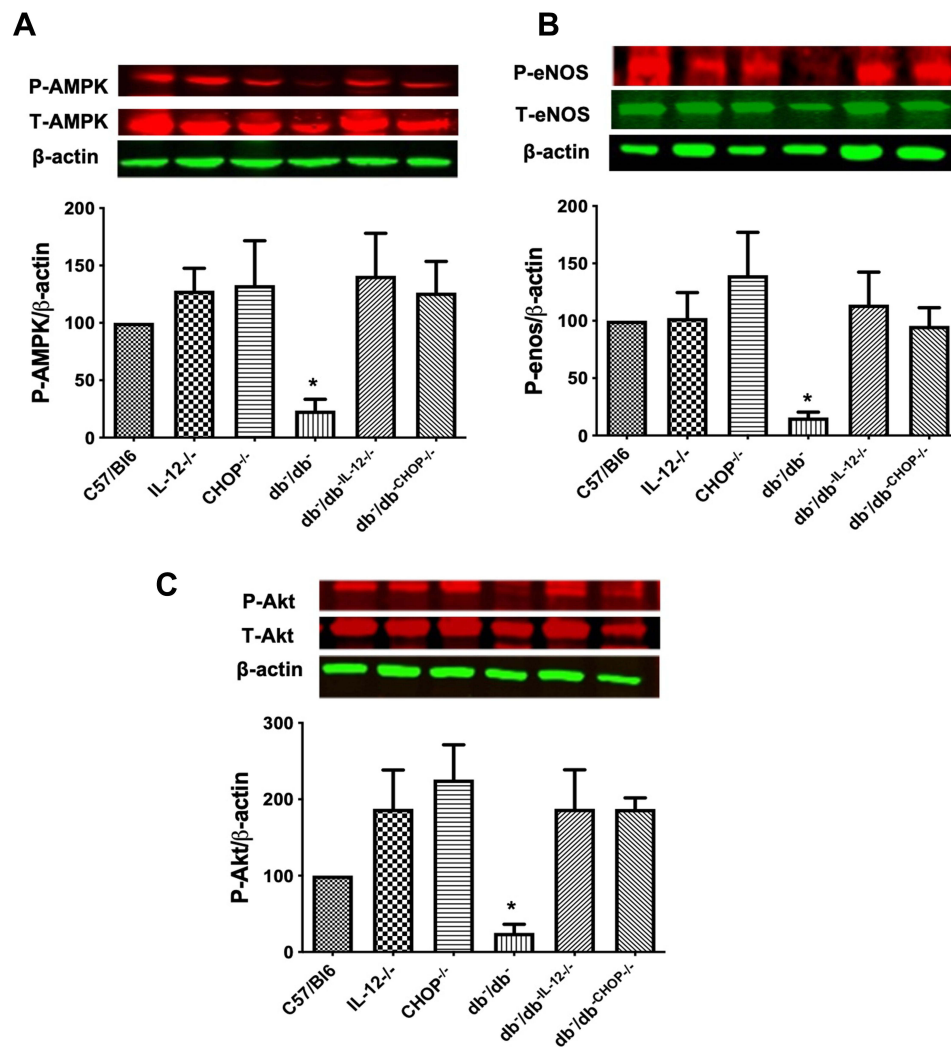 A
P-AMPK
T-AMPK
β-actin
P-AMPK/β-actin
200
150
100
50
0
*
C57/Bl6
IL-12-/-
CHOP-/-
db-/db-
db-/db-IL-12-/-
db-/db-CHOP-/-
B
P-eNOS
T-eNOS
β-actin
P-enos/β-actin
200
150
100
50
0
*
C57/Bl6
IL-12-/-
CHOP-/-
db-/db-
db-/db-IL-12-/-
db-/db-CHOP-/-
C
P-Akt
T-Akt
β-actin
P-Akt/β-actin
300
200
100
0
*
C57/Bl6
IL-12-/-
CHOP-/-
db-/db-
db-/db-IL-12-/-
db-/db-CHOP-/-